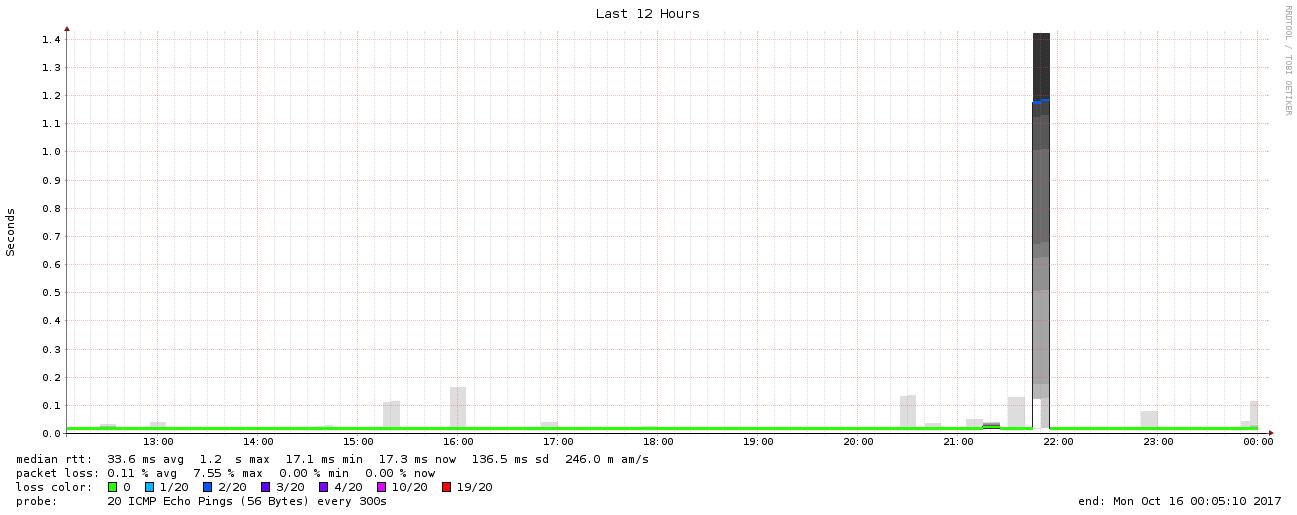 Last 12 Hours
RRDTOOL / TOBI OETIKER
Seconds
1.4
1.3
1.2
1.1
1.0
0.9
0.8
0.7
0.6
0.5
0.4
0.3
0.2
0.1
0.0
13:00 14:00 15:00 16:00 17:00 18:00 19:00 20:00 21:00 22:00 23:00 00:00
median rtt: 33.6 ms avg 1.2 s max 17.1 ms min 17.3 ms now 136.5 ms sd 246.0 m am/s
packet loss: 0.11 % avg 7.55 % max 0.00 % min 0.00 % now
loss color: 0 1/20 2/20 3/20 4/20 10/20 19/20
probe: 20 ICMP Echo Pings (56 Bytes) every 300s end: Mon Oct 16 00:05:10 2017